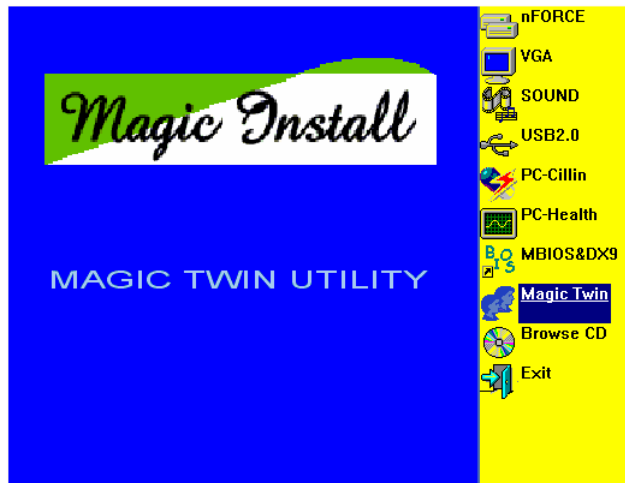 Magic Install
MAGIC TWIN UTILITY
nFORCE
VGA
SOUND
USB2.0
PC-Cillin
PC-Health
BIOS
MBIOS&DX9
Magic Twin
Browse CD
Exit